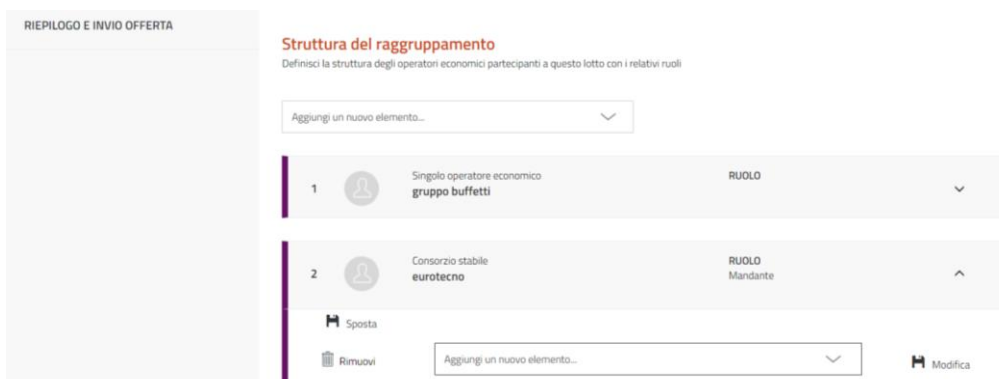 RIEPILOGO E INVIO OFFERTA
Struttura del raggruppamento
Definisci la struttura degli operatori economici partecipanti a questo lotto con i relativi ruoli
Aggiungi un nuovo elemento...
1
Singolo operatore economico
gruppo buffetti
RUOLO
2
Consorzio stabile
eurotecno
RUOLO
Mandante
Sposta
Rimuovi
Aggiungi un nuovo elemento...
Modifica